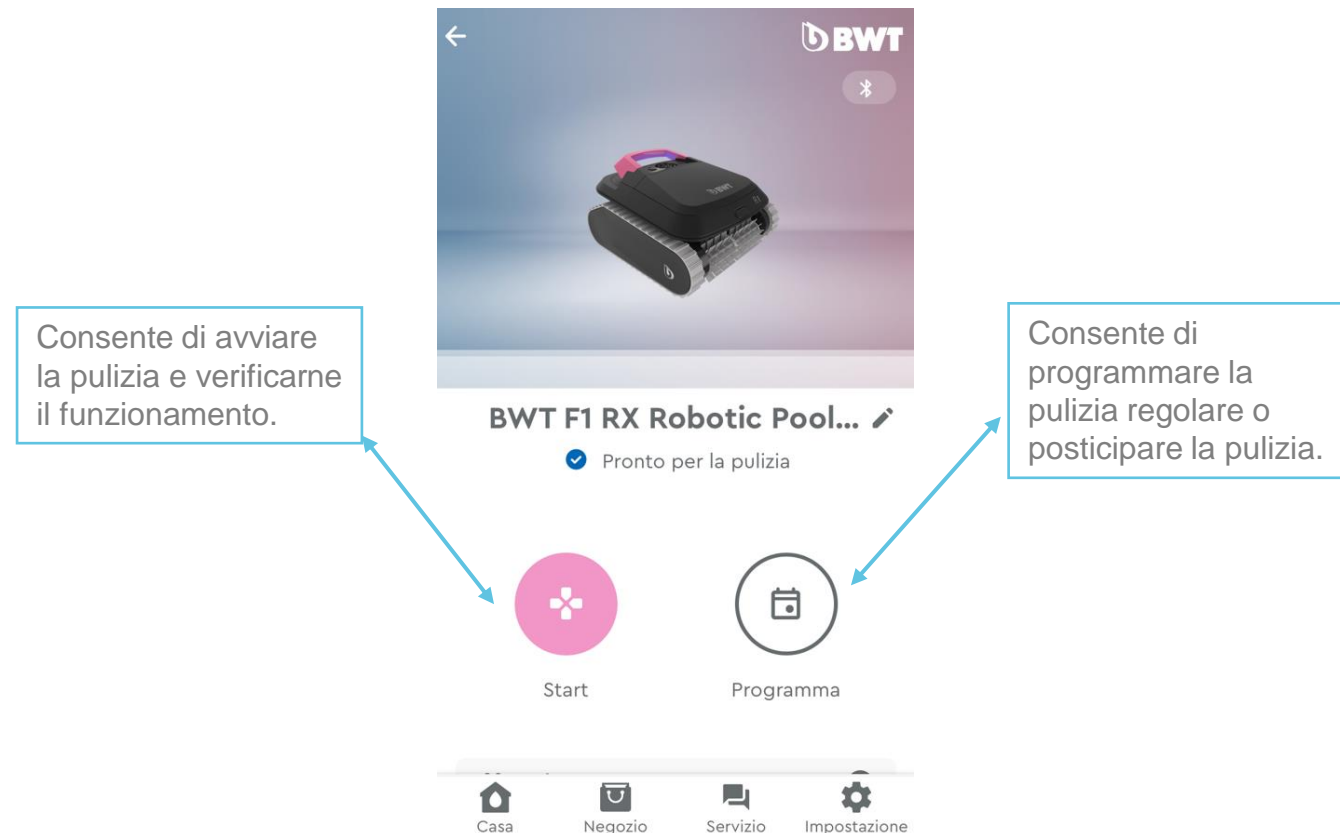 BWT
Consente di avviare
la pulizia e verificarne
il funzionamento.
Consente di
programmare la
pulizia regolare o
posticipare la pulizia.
BWT F1 RX Robotic Pool...
Pronto per la pulizia
Start
Programma
Casa
Negozio
Servizio
Impostazione